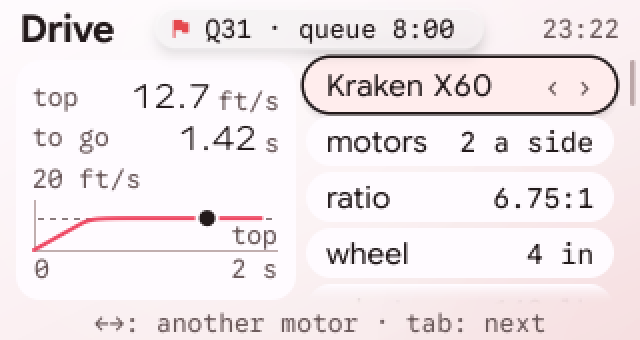 Drive
Q31 · queue 8:00
23:22
top 12.7 ft/s
to go 1.42 s
20 ft/s
top
0 2 s
Kraken X60 ‹ ›
motors 2 a side
ratio 6.75:1
wheel 4 in
↔: another motor · tab: next